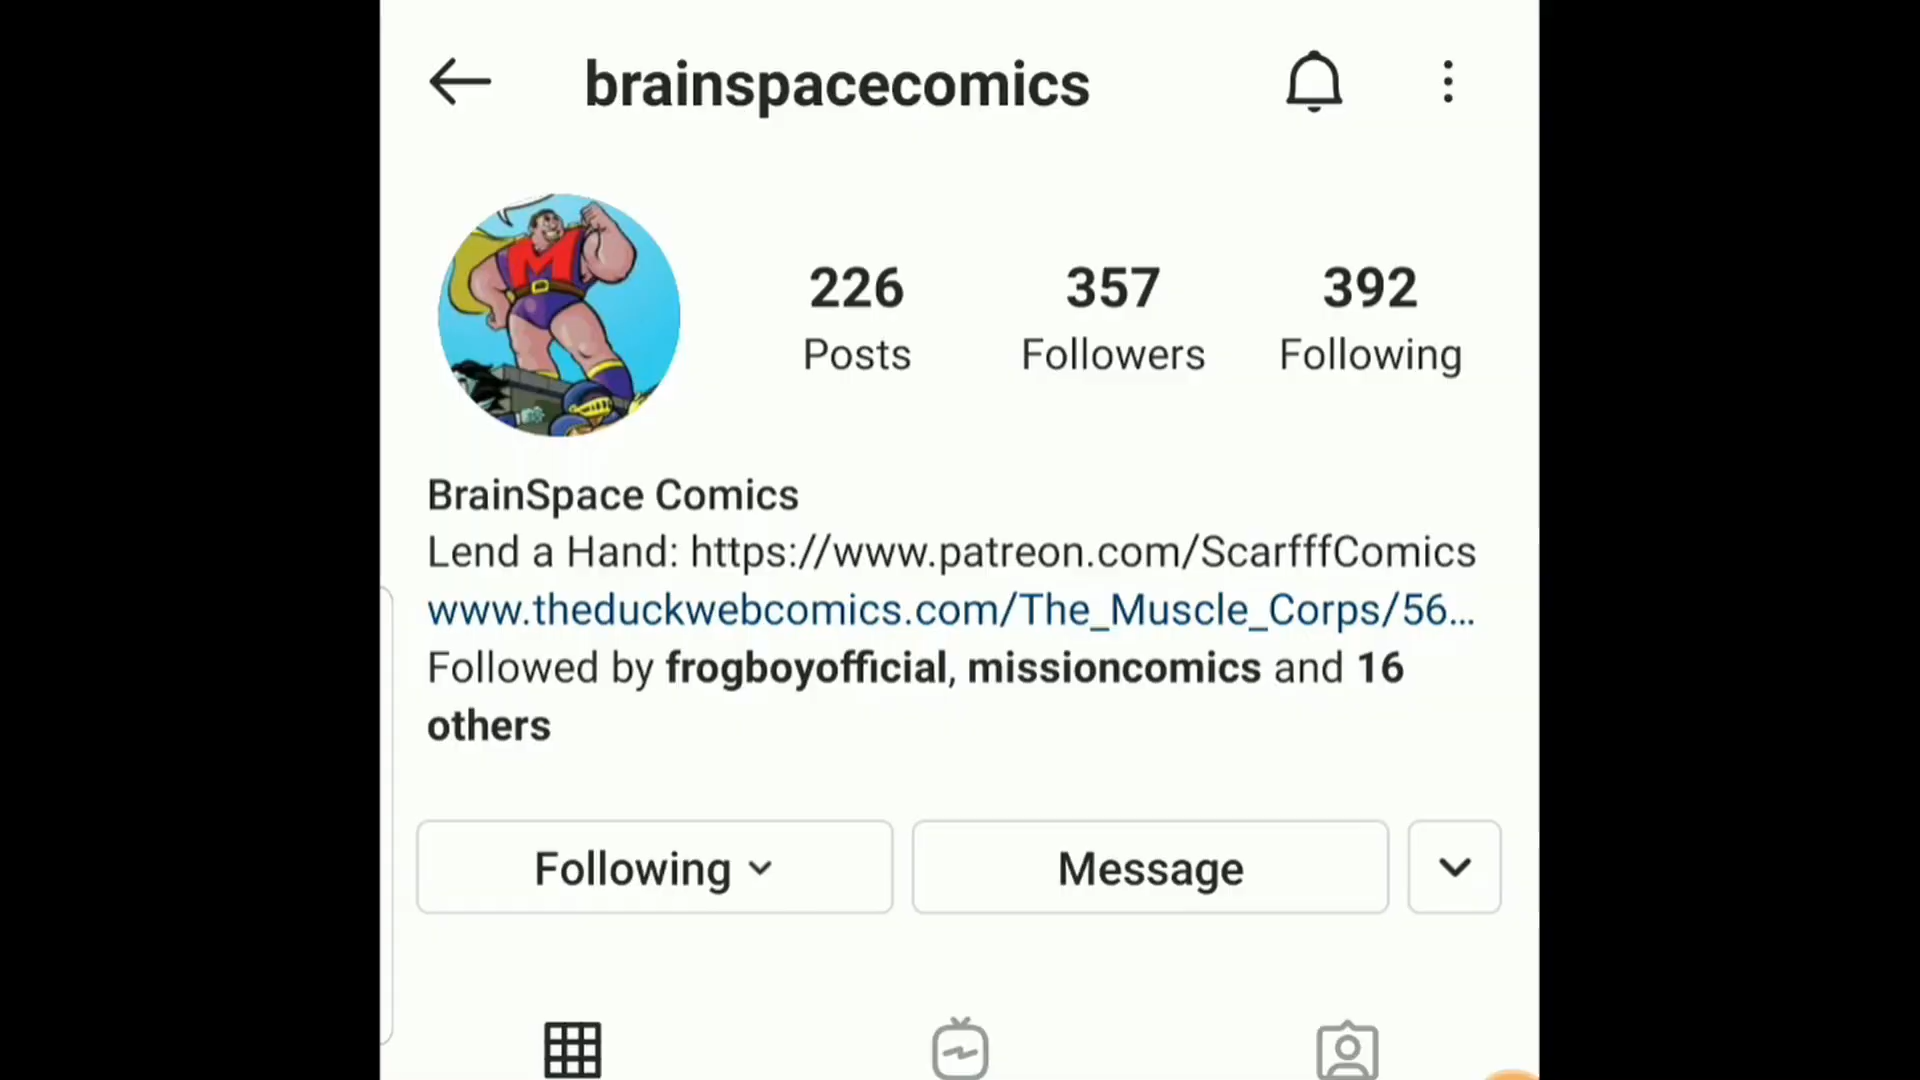 brainspacecomics
M
226
357
392
Posts
Followers
Following
BrainSpace Comics
Lend a Hand: https://www.patreon.com/ScarfffComics
www.theduckwebcomics.com/The_Muscle_Corps/56...
Followed by frogboyofficial, missioncomics and 16
others
Following
Message